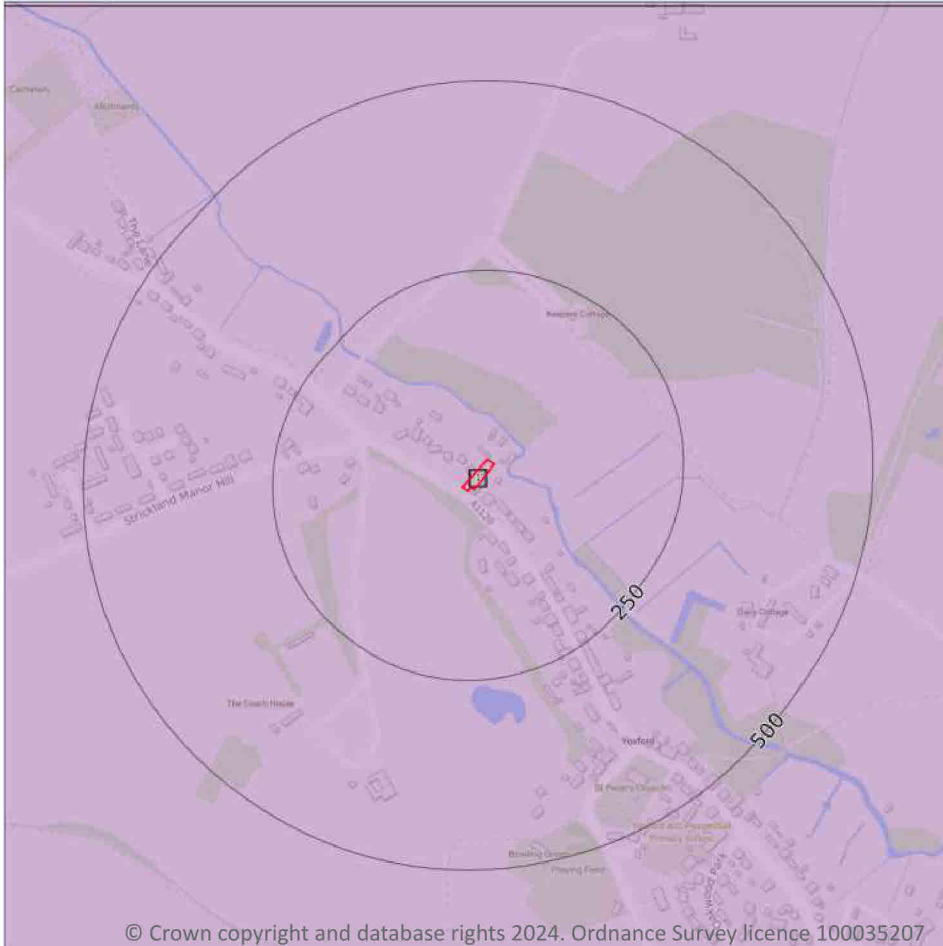 Cemetery
Allotments
The Lane
Keepers Cottage
Strickland Manor Hill
A1120
250
Dairy Cottage
The Coach House
500
Yoxford
St Peter's Church
Yoxford and Peasenhall
Primary School
Bowling Green
Playing Field
© Crown copyright and database rights 2024. Ordnance Survey licence 100035207